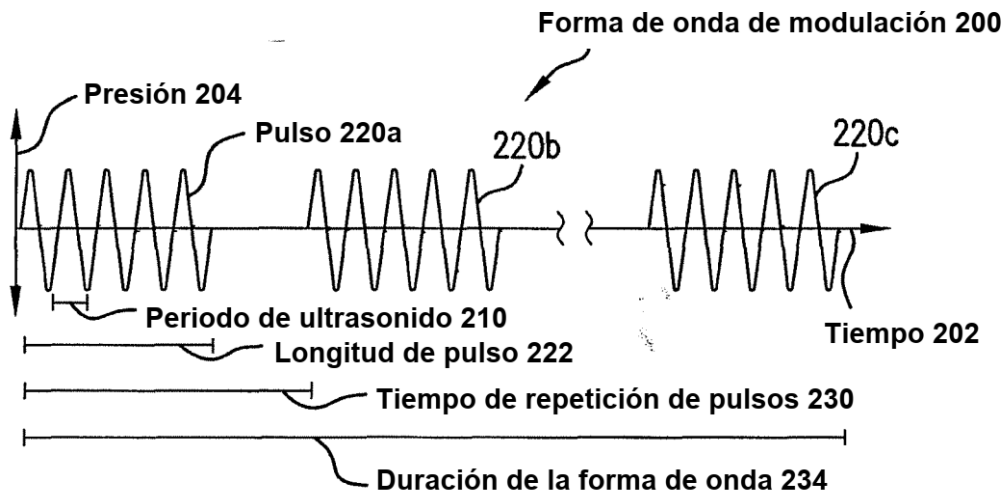 Forma de onda de modulación 200
Presión 204
Pulso 220a
220b
220c
Periodo de ultrasonido 210
Tiempo 202
Longitud de pulso 222
Tiempo de repetición de pulsos 230
Duración de la forma de onda 234